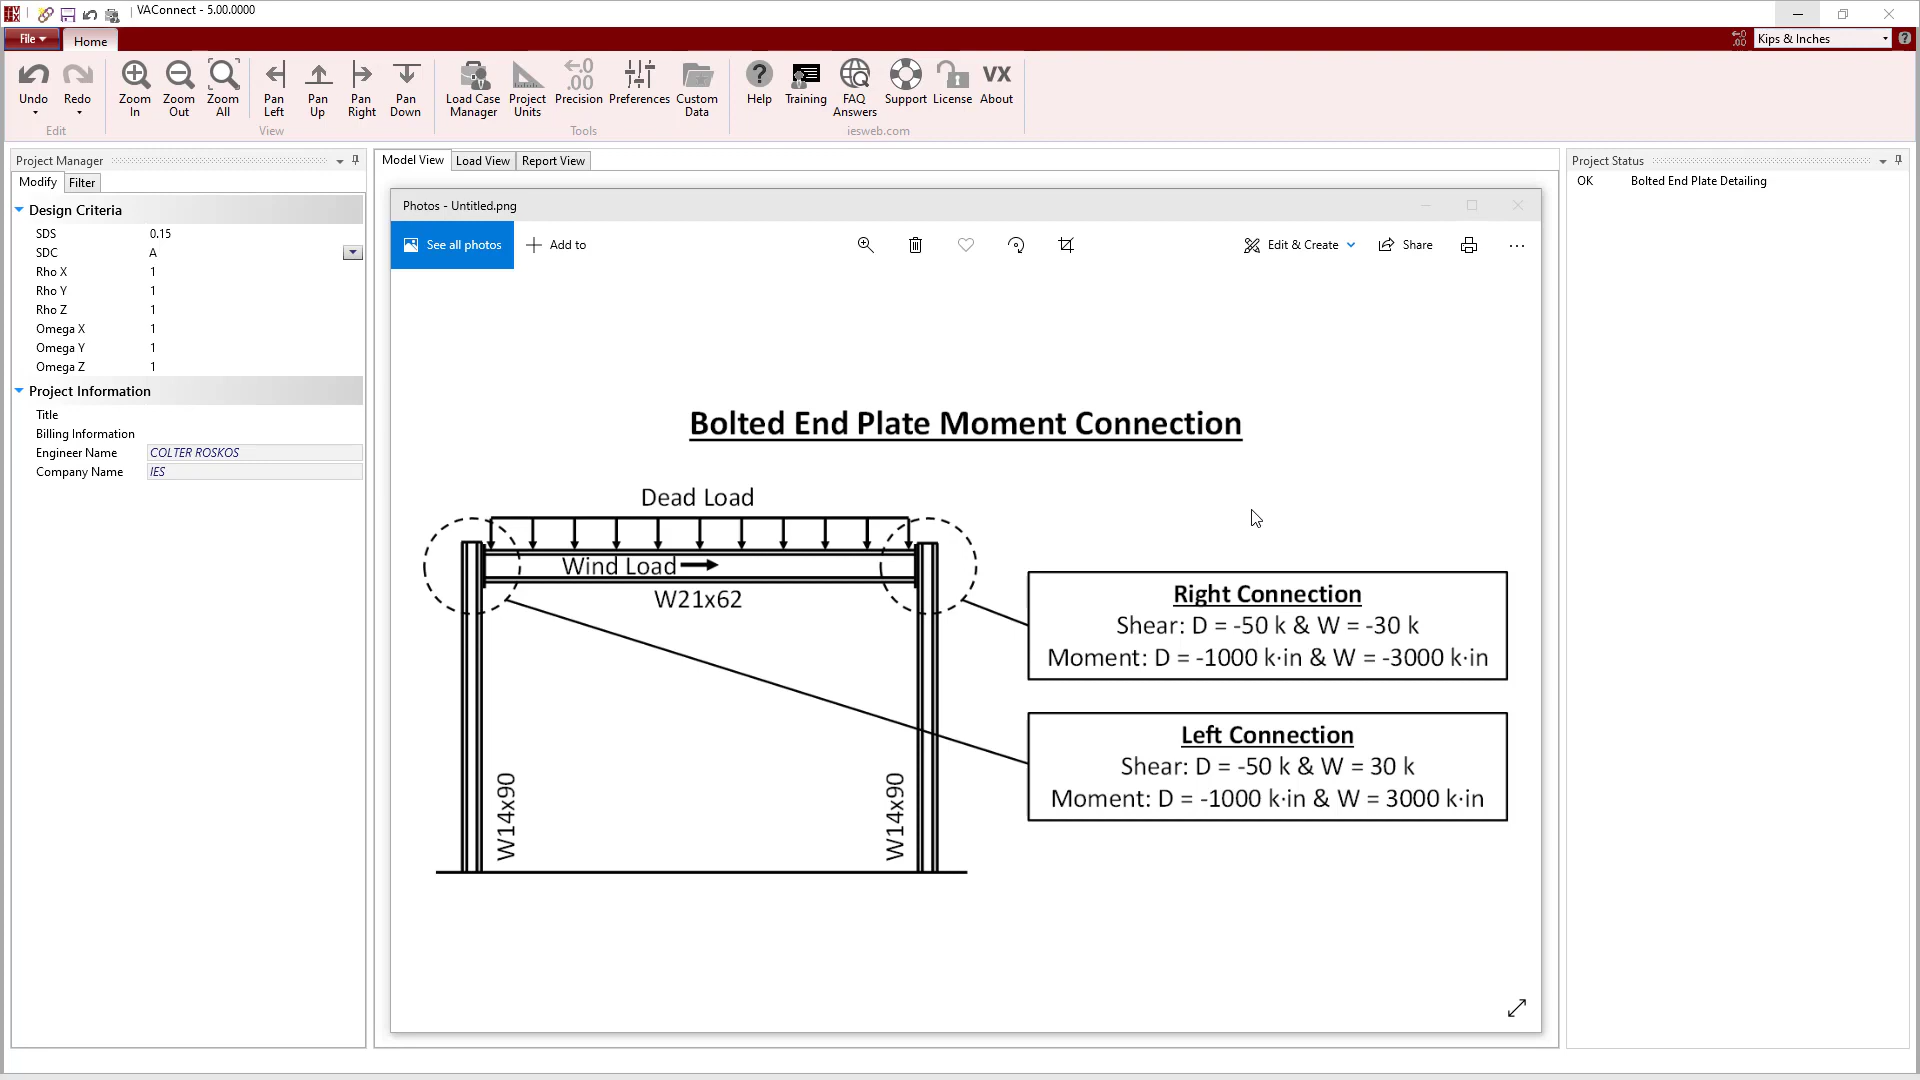 VAConnect - 5.00.0000
File
Home
Kips & Inches
Undo
Redo
Zoom In
Zoom Out
Zoom All
Pan Left
Pan Up
Pan Right
Pan Down
Load Case Manager
Project Units
Precision
Preferences
Custom Data
Help
Training
FAQ Answers
Support
License
VX
About
Edit
View
Tools
iesweb.com
Project Manager
Modify
Filter
Design Criteria
SDS 0.15
SDC A
Rho X 1
Rho Y 1
Rho Z 1
Omega X 1
Omega Y 1
Omega Z 1
Project Information
Title
Billing Information
Engineer Name COLTER ROSKOS
Company Name IES
Model View
Load View
Report View
Photos - Untitled.png
See all photos
Add to
Edit & Create
Share
Bolted End Plate Moment Connection
Dead Load
Wind Load
W21x62
W14x90
W14x90
Right Connection
Shear: D = -50 k & W = -30 k
Moment: D = -1000 k·in & W = -3000 k·in
Left Connection
Shear: D = -50 k & W = 30 k
Moment: D = -1000 k·in & W = 3000 k·in
Project Status
OK Bolted End Plate Detailing